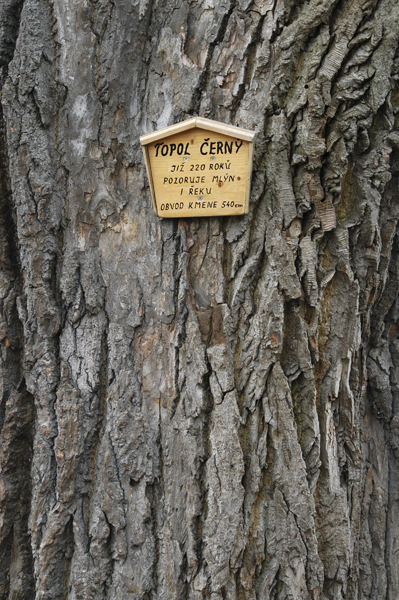 TOPOL ČERNÝ
JIŽ 220 ROKŮ
POZORUJE MLÝN
I ŘEKU
OBVOD KMENE 540cm